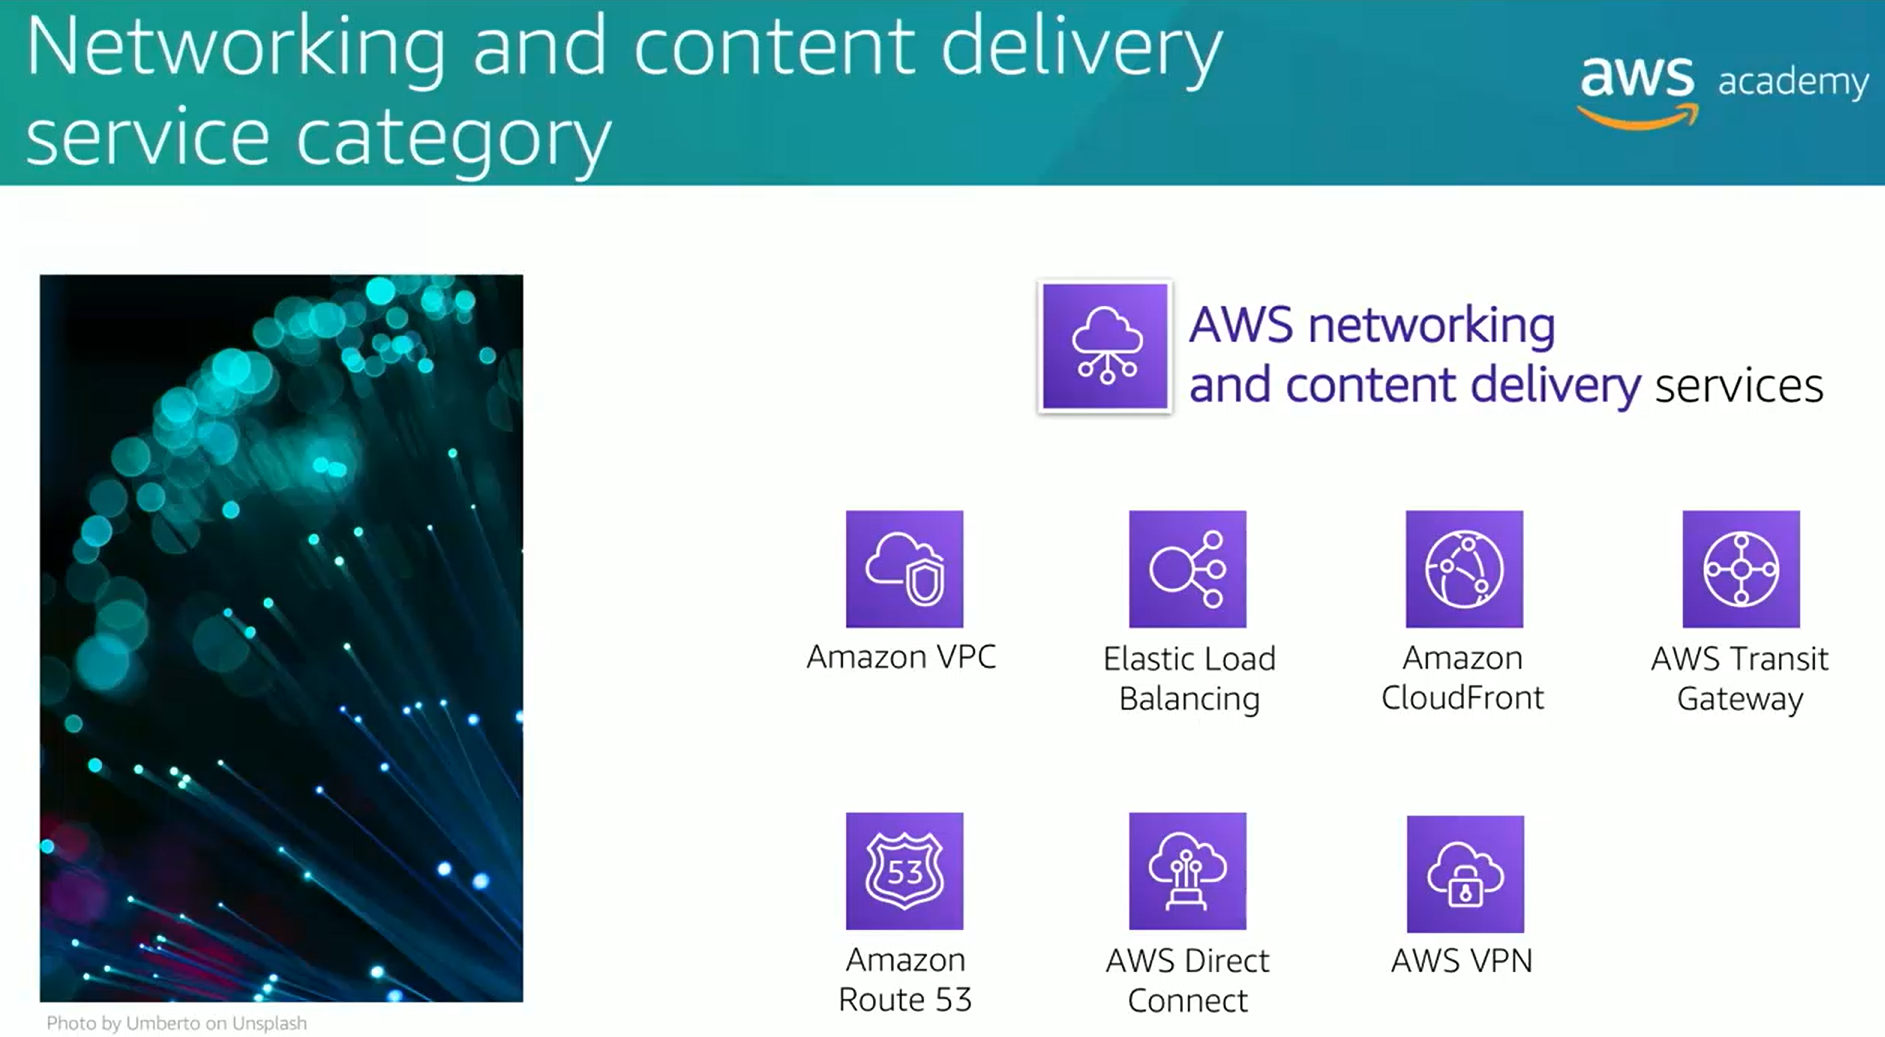 Networking and content delivery
service category
aws academy
AWS networking
and content delivery services
Amazon VPC
Elastic Load
Balancing
Amazon
CloudFront
AWS Transit
Gateway
53
Amazon
Route 53
AWS Direct
Connect
AWS VPN
Photo by Umberto on Unsplash